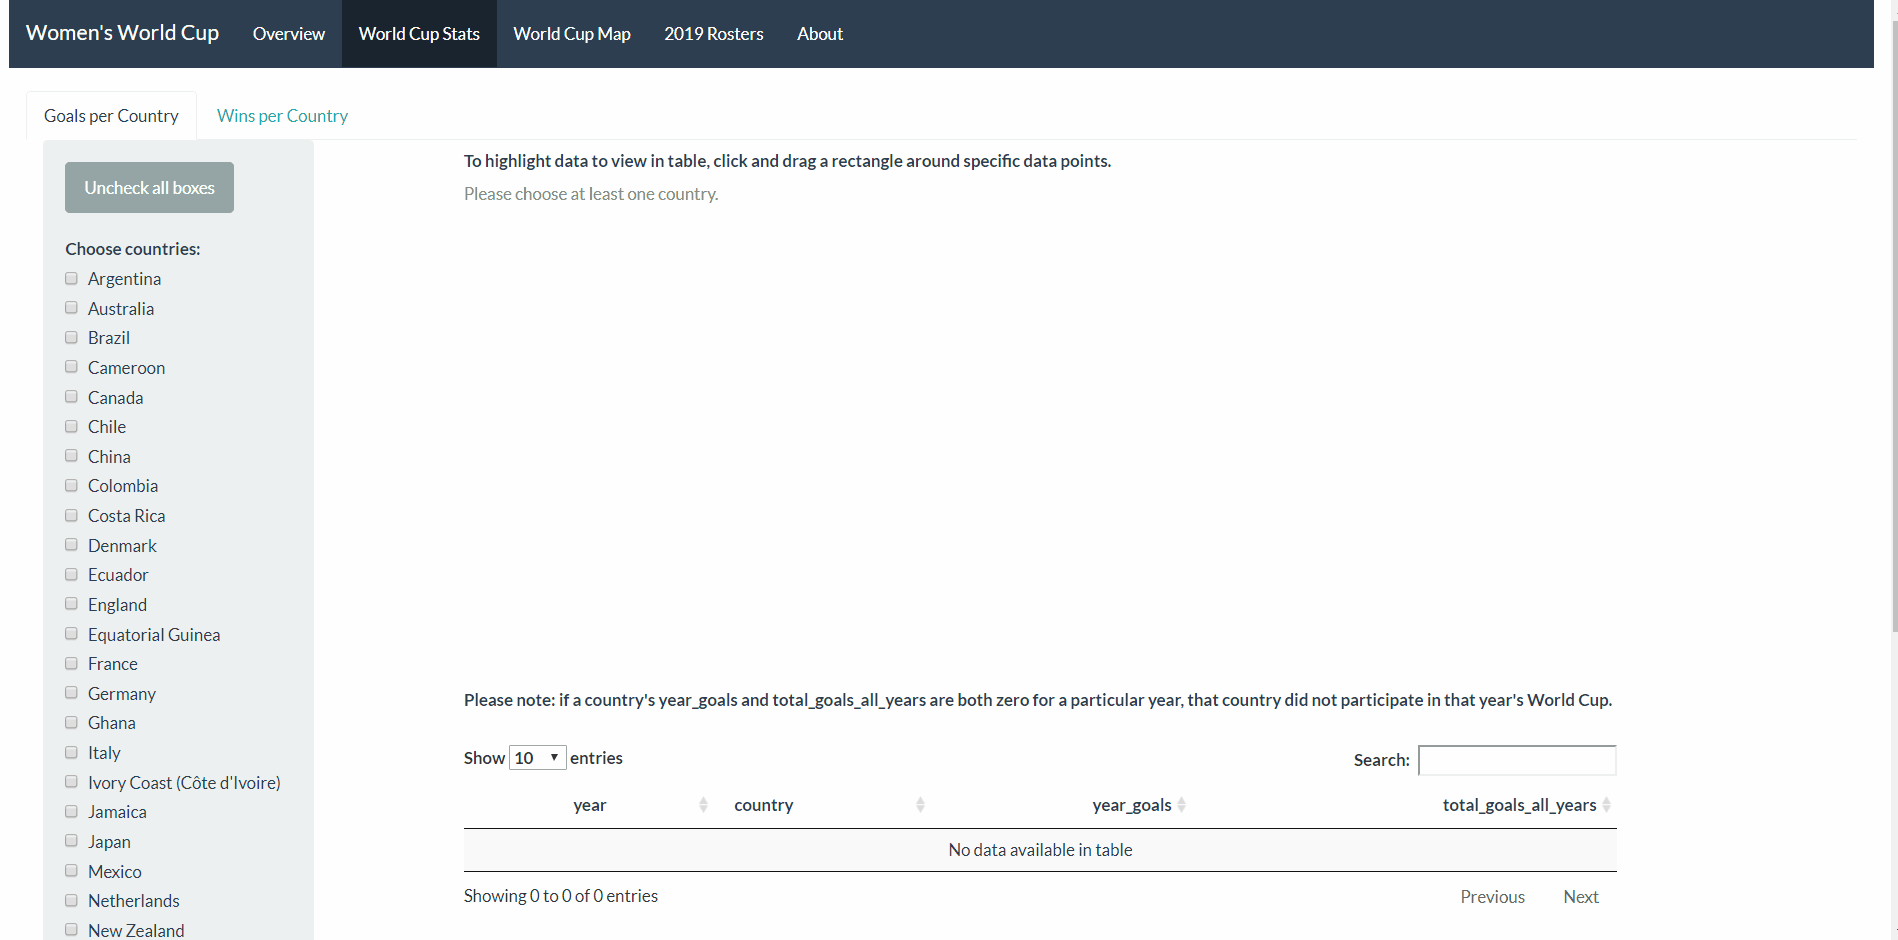 Women's World Cup Overview World Cup Stats World Cup Map 2019 Rosters About
Goals per Country Wins per Country
Uncheck all boxes
Choose countries:
Argentina
Australia
Brazil
Cameroon
Canada
Chile
China
Colombia
Costa Rica
Denmark
Ecuador
England
Equatorial Guinea
France
Germany
Ghana
Italy
Ivory Coast (Côte d'Ivoire)
Jamaica
Japan
Mexico
Netherlands
New Zealand
To highlight data to view in table, click and drag a rectangle around specific data points.
Please choose at least one country.
Please note: if a country's year_goals and total_goals_all_years are both zero for a particular year, that country did not participate in that year's World Cup.
Show 10 entries Search:
year country year_goals total_goals_all_years
No data available in table
Showing 0 to 0 of 0 entries Previous Next